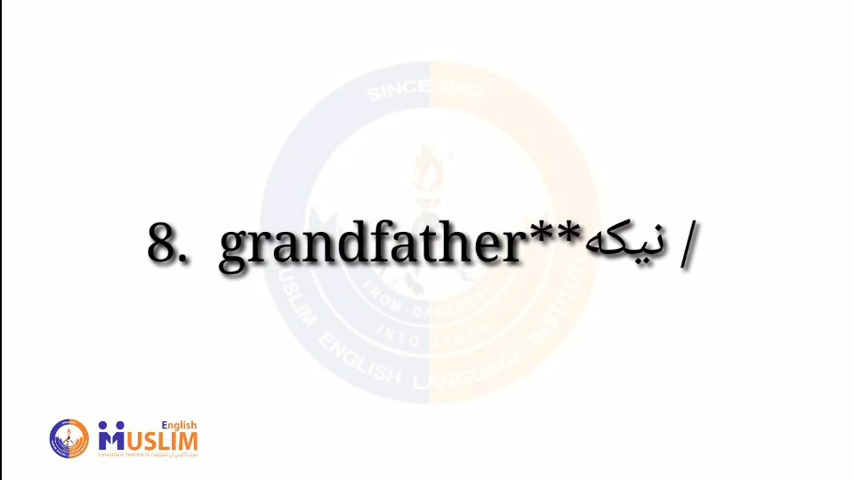 SINCE 2002
8. grandfather**نیکه /
FROM DARKNESS
INTO LIGHT
MUSLIM ENGLISH LANGUAGE INSTITUTE
English
MUSLIM